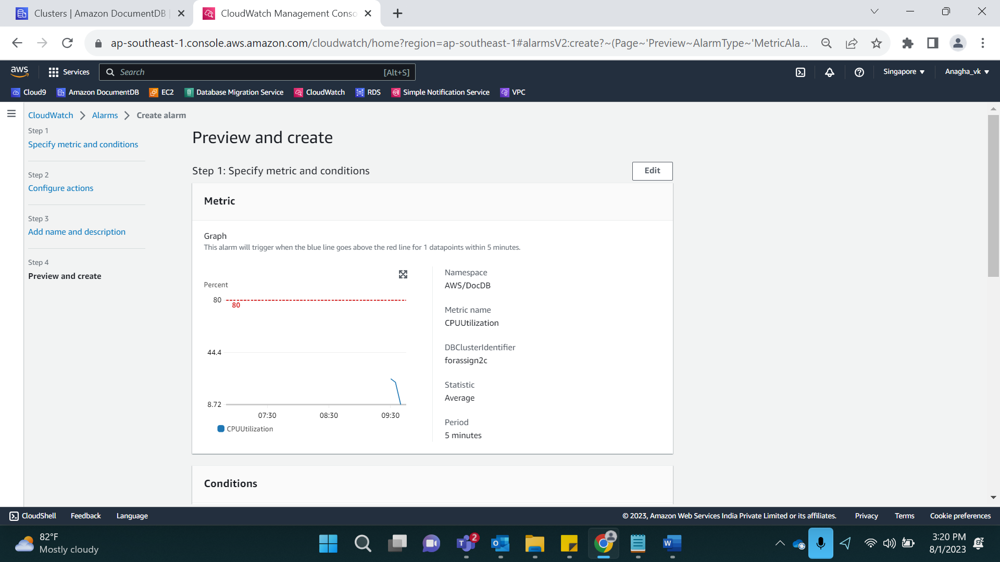 Clusters | Amazon DocumentDB
CloudWatch Management Conso
ap-southeast-1.console.aws.amazon.com/cloudwatch/home?region=ap-southeast-1#alarmsV2:create?~(Page~'Preview~AlarmType~'MetricAla...
aws
Services
Search
[Alt+S]
Singapore
Anagha_vk
Cloud9
Amazon DocumentDB
EC2
Database Migration Service
CloudWatch
RDS
Simple Notification Service
VPC
CloudWatch
Alarms
Create alarm
Step 1
Specify metric and conditions
Step 2
Configure actions
Step 3
Add name and description
Step 4
Preview and create
Preview and create
Step 1: Specify metric and conditions
Edit
Metric
Graph
This alarm will trigger when the blue line goes above the red line for 1 datapoints within 5 minutes.
Percent
80
80
44.4
8.72
07:30
08:30
09:30
CPUUtilization
Namespace
AWS/DocDB
Metric name
CPUUtilization
DBClusterIdentifier
forassign2c
Statistic
Average
Period
5 minutes
Conditions
CloudShell
Feedback
Language
© 2023, Amazon Web Services India Private Limited or its affiliates.
Privacy
Terms
Cookie preferences
82°F
Mostly cloudy
2
3:20 PM
8/1/2023